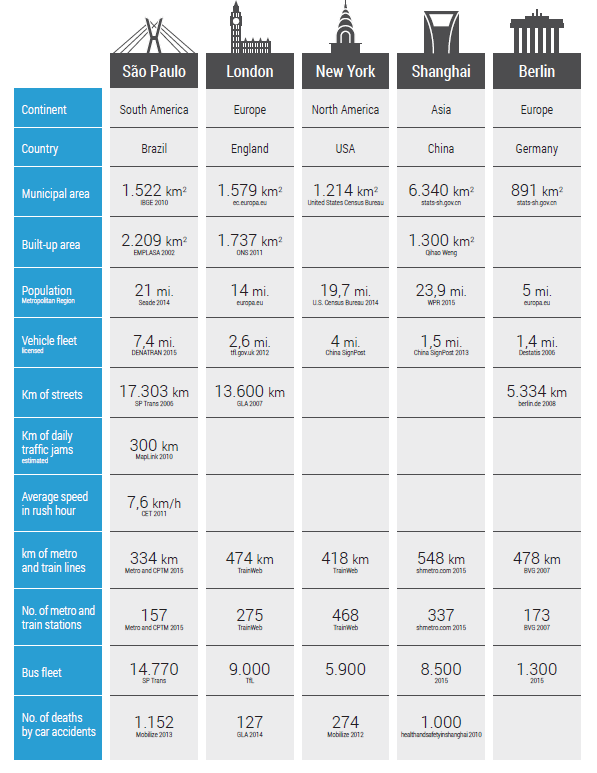 São Paulo London New York Shanghai Berlin
Continent South America Europe North America Asia Europe
Country Brazil England USA China Germany
Municipal area 1.522 km² 1.579 km² 1.214 km² 6.340 km² 891 km²
IBGE 2010 ec.europa.eu United States Census Bureau stats-sh.gov.cn stats-sh.gov.cn
Built-up area 2.209 km² 1.737 km² 1.300 km²
EMPLASA 2002 ONS 2011 Qihao Weng
Population 21 mi. 14 mi. 19,7 mi. 23,9 mi. 5 mi.
Metropolitan Region Seade 2014 europa.eu U.S. Census Bureau 2014 WPR 2015 europa.eu
Vehicle fleet 7,4 mi. 2,6 mi. 4 mi. 1,5 mi. 1,4 mi.
licensed DENATRAN 2015 tfl.gov.uk 2012 China SignPost China SignPost 2013 Destatis 2006
Km of streets 17.303 km 13.600 km 5.334 km
SP Trans 2006 GLA 2007 berlin.de 2008
Km of daily
traffic jams 300 km
estimated MapLink 2010
Average speed
in rush hour 7,6 km/h
CET 2011
km of metro
and train lines 334 km 474 km 418 km 548 km 478 km
Metro and CPTM 2015 TrainWeb TrainWeb shmetro.com 2015 BVG 2007
No. of metro and
train stations 157 275 468 337 173
Metro and CPTM 2015 TrainWeb TrainWeb shmetro.com 2015 BVG 2007
Bus fleet 14.770 9.000 5.900 8.500 1.300
SP Trans TfL 2015 2015
No. of deaths
by car accidents 1.152 127 274 1.000
Mobilize 2013 GLA 2014 Mobilize 2012 healthandsafetyinshanghai 2010